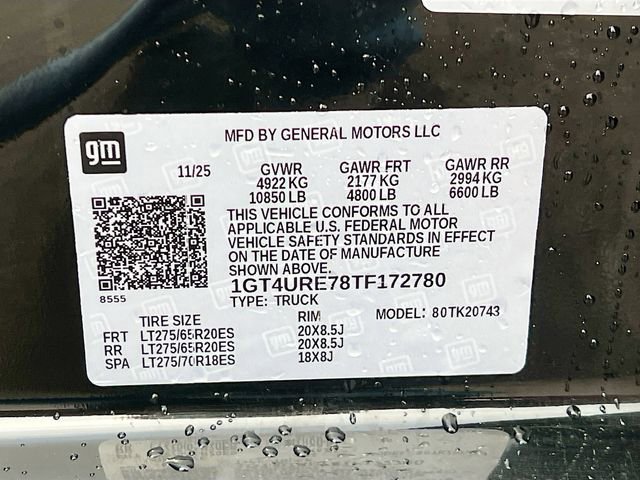 gm
MFD BY GENERAL MOTORS LLC
11/25 GVWR GAWR FRT GAWR RR
4922 KG 2177 KG 2994 KG
10850 LB 4800 LB 6600 LB
THIS VEHICLE CONFORMS TO ALL
APPLICABLE U.S. FEDERAL MOTOR
VEHICLE SAFETY STANDARDS IN EFFECT
ON THE DATE OF MANUFACTURE
SHOWN ABOVE.
8555
1GT4URE78TF172780
TYPE: TRUCK MODEL: 80TK20743
TIRE SIZE RIM
FRT LT275/65R20ES 20X8.5J
RR LT275/65R20ES 20X8.5J
SPA LT275/70R18ES 18X8J